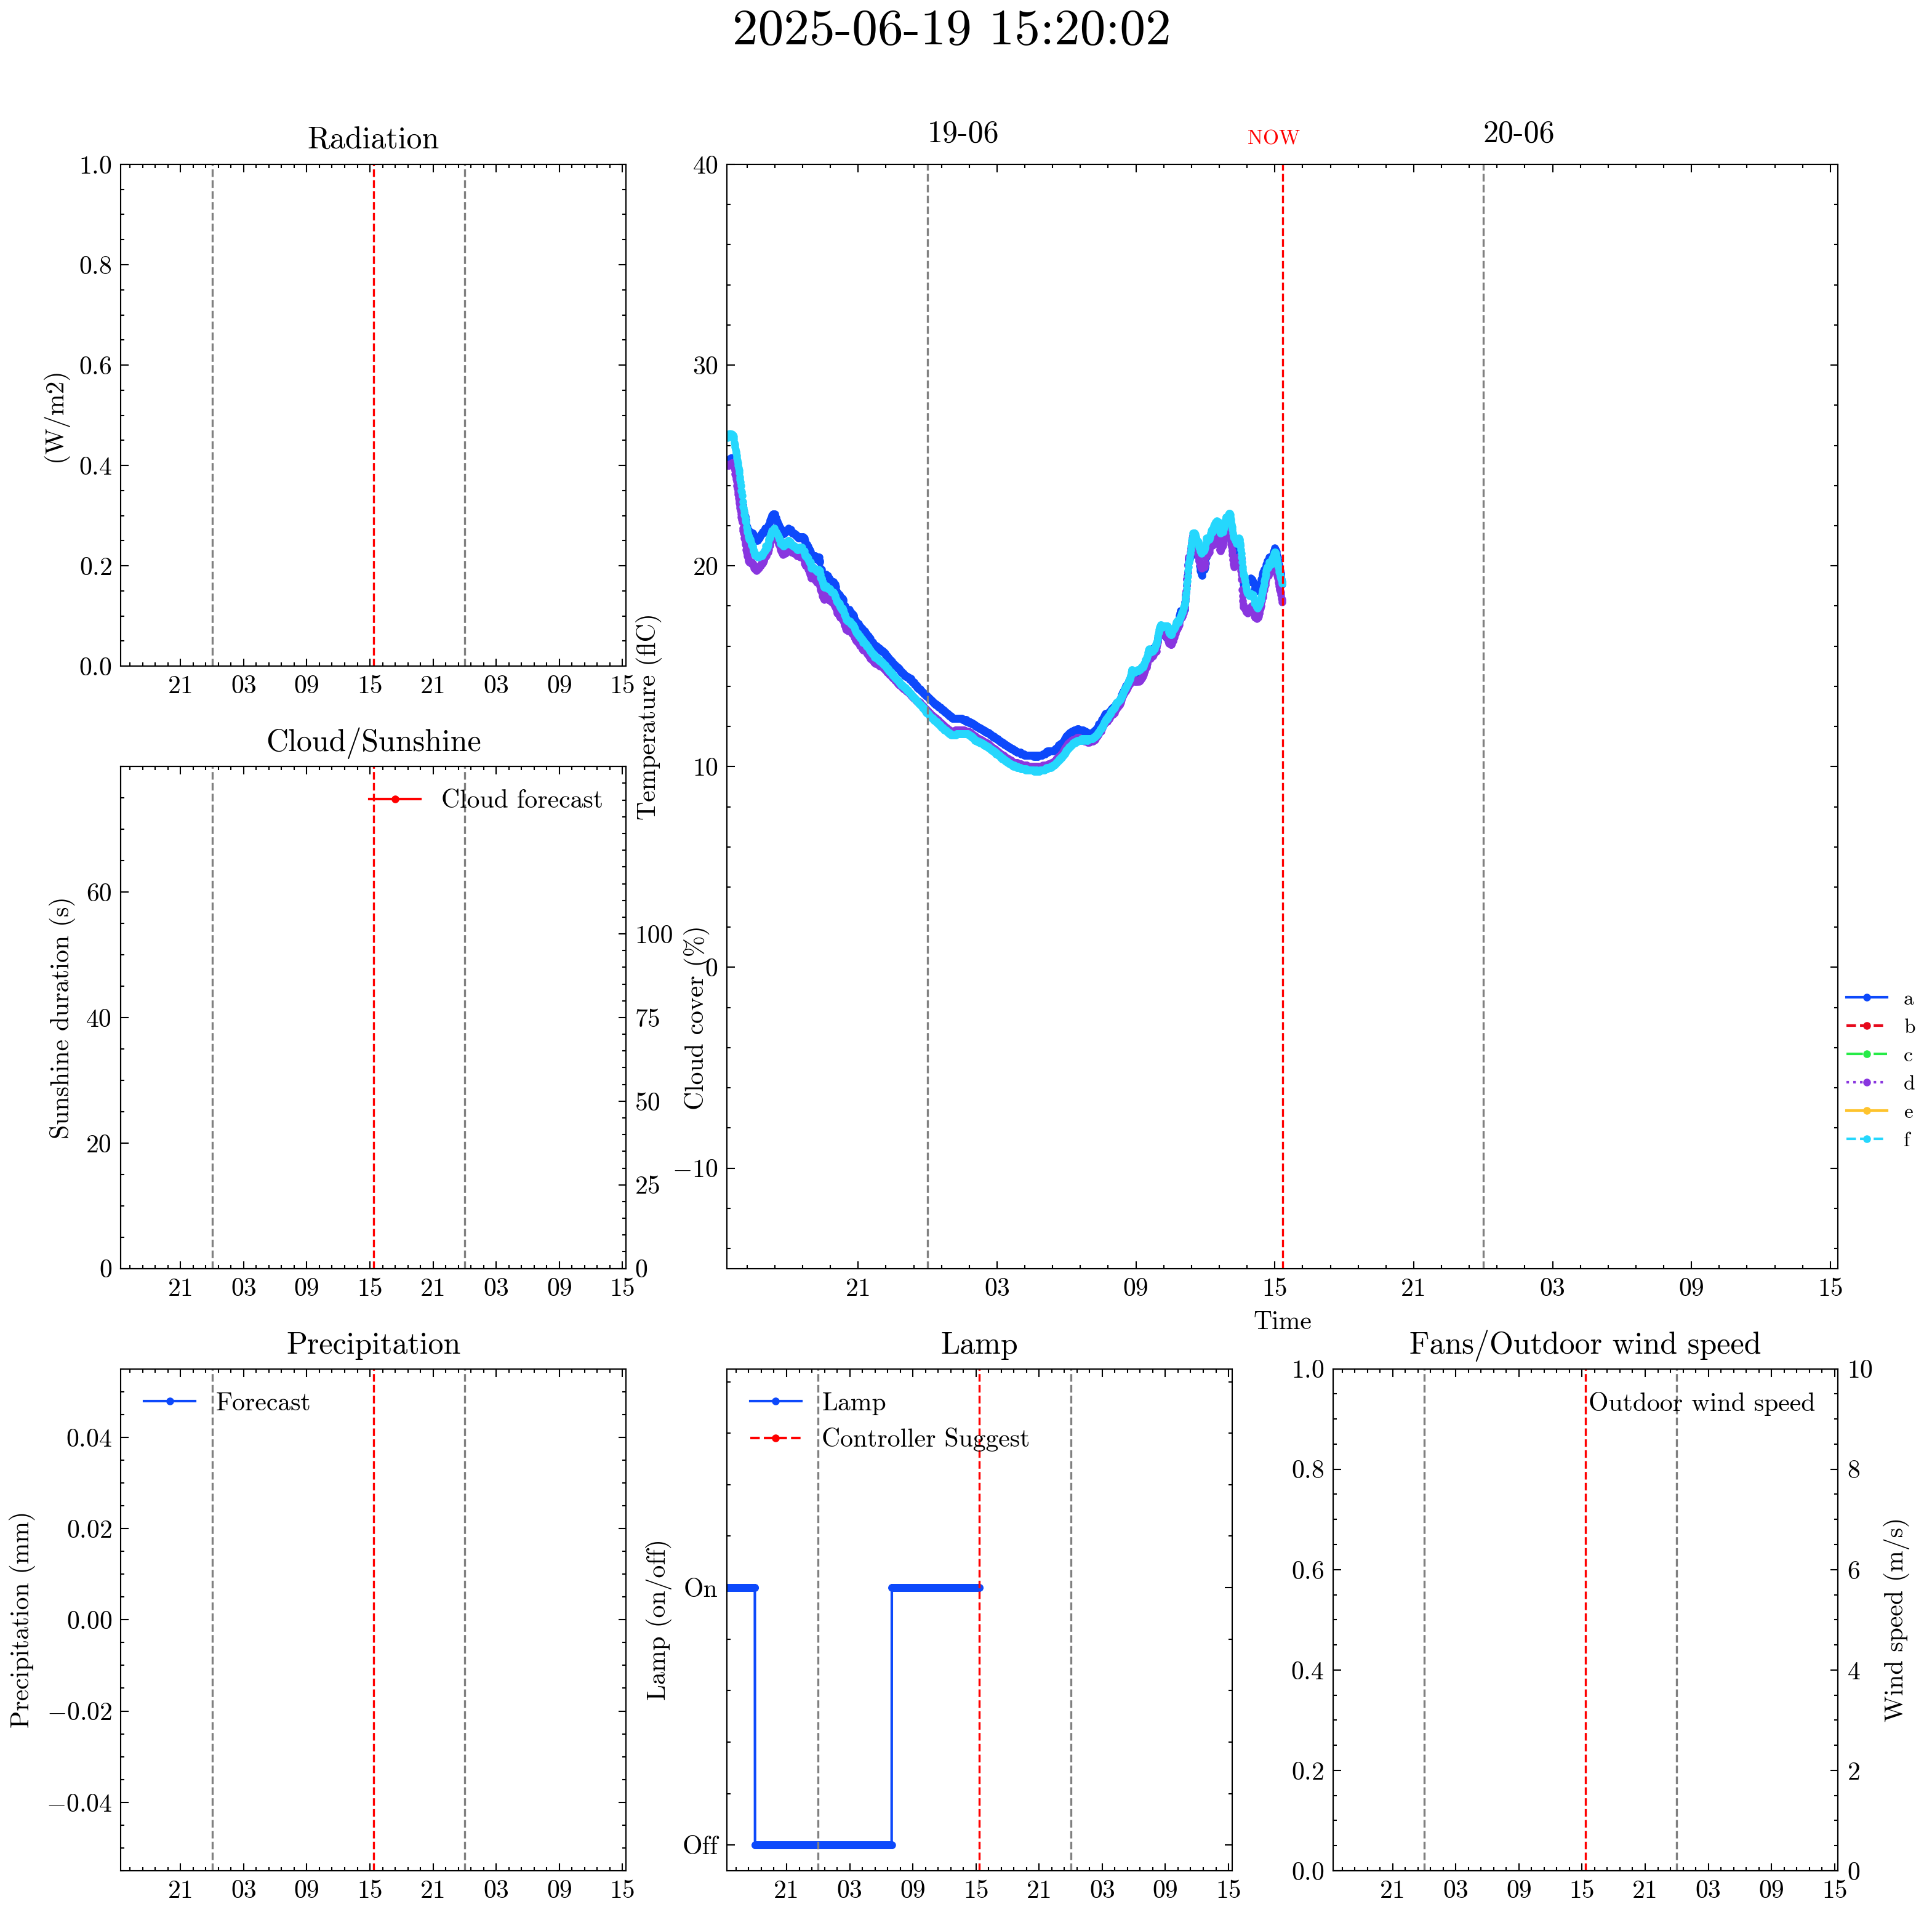 2025-06-19 15:20:02
Radiation
1.0
0.8
0.6
0.4
0.2
0.0
(W/m2)
21 03 09 15 21 03 09 15
19-06
NOW
20-06
40
30
20
10
0
−10
Temperature (flC)
21 03 09 15 21 03 09 15
Time
a
b
c
d
e
f
Cloud/Sunshine
Cloud forecast
60
40
20
0
Sunshine duration (s)
100
75
50
25
0
Cloud cover (%)
21 03 09 15 21 03 09 15
Precipitation
Forecast
0.04
0.02
0.00
−0.02
−0.04
Precipitation (mm)
21 03 09 15 21 03 09 15
Lamp
Lamp
Controller Suggest
On
Off
Lamp (on/off)
21 03 09 15 21 03 09 15
Fans/Outdoor wind speed
Outdoor wind speed
1.0
0.8
0.6
0.4
0.2
0.0
10
8
6
4
2
0
Wind speed (m/s)
21 03 09 15 21 03 09 15